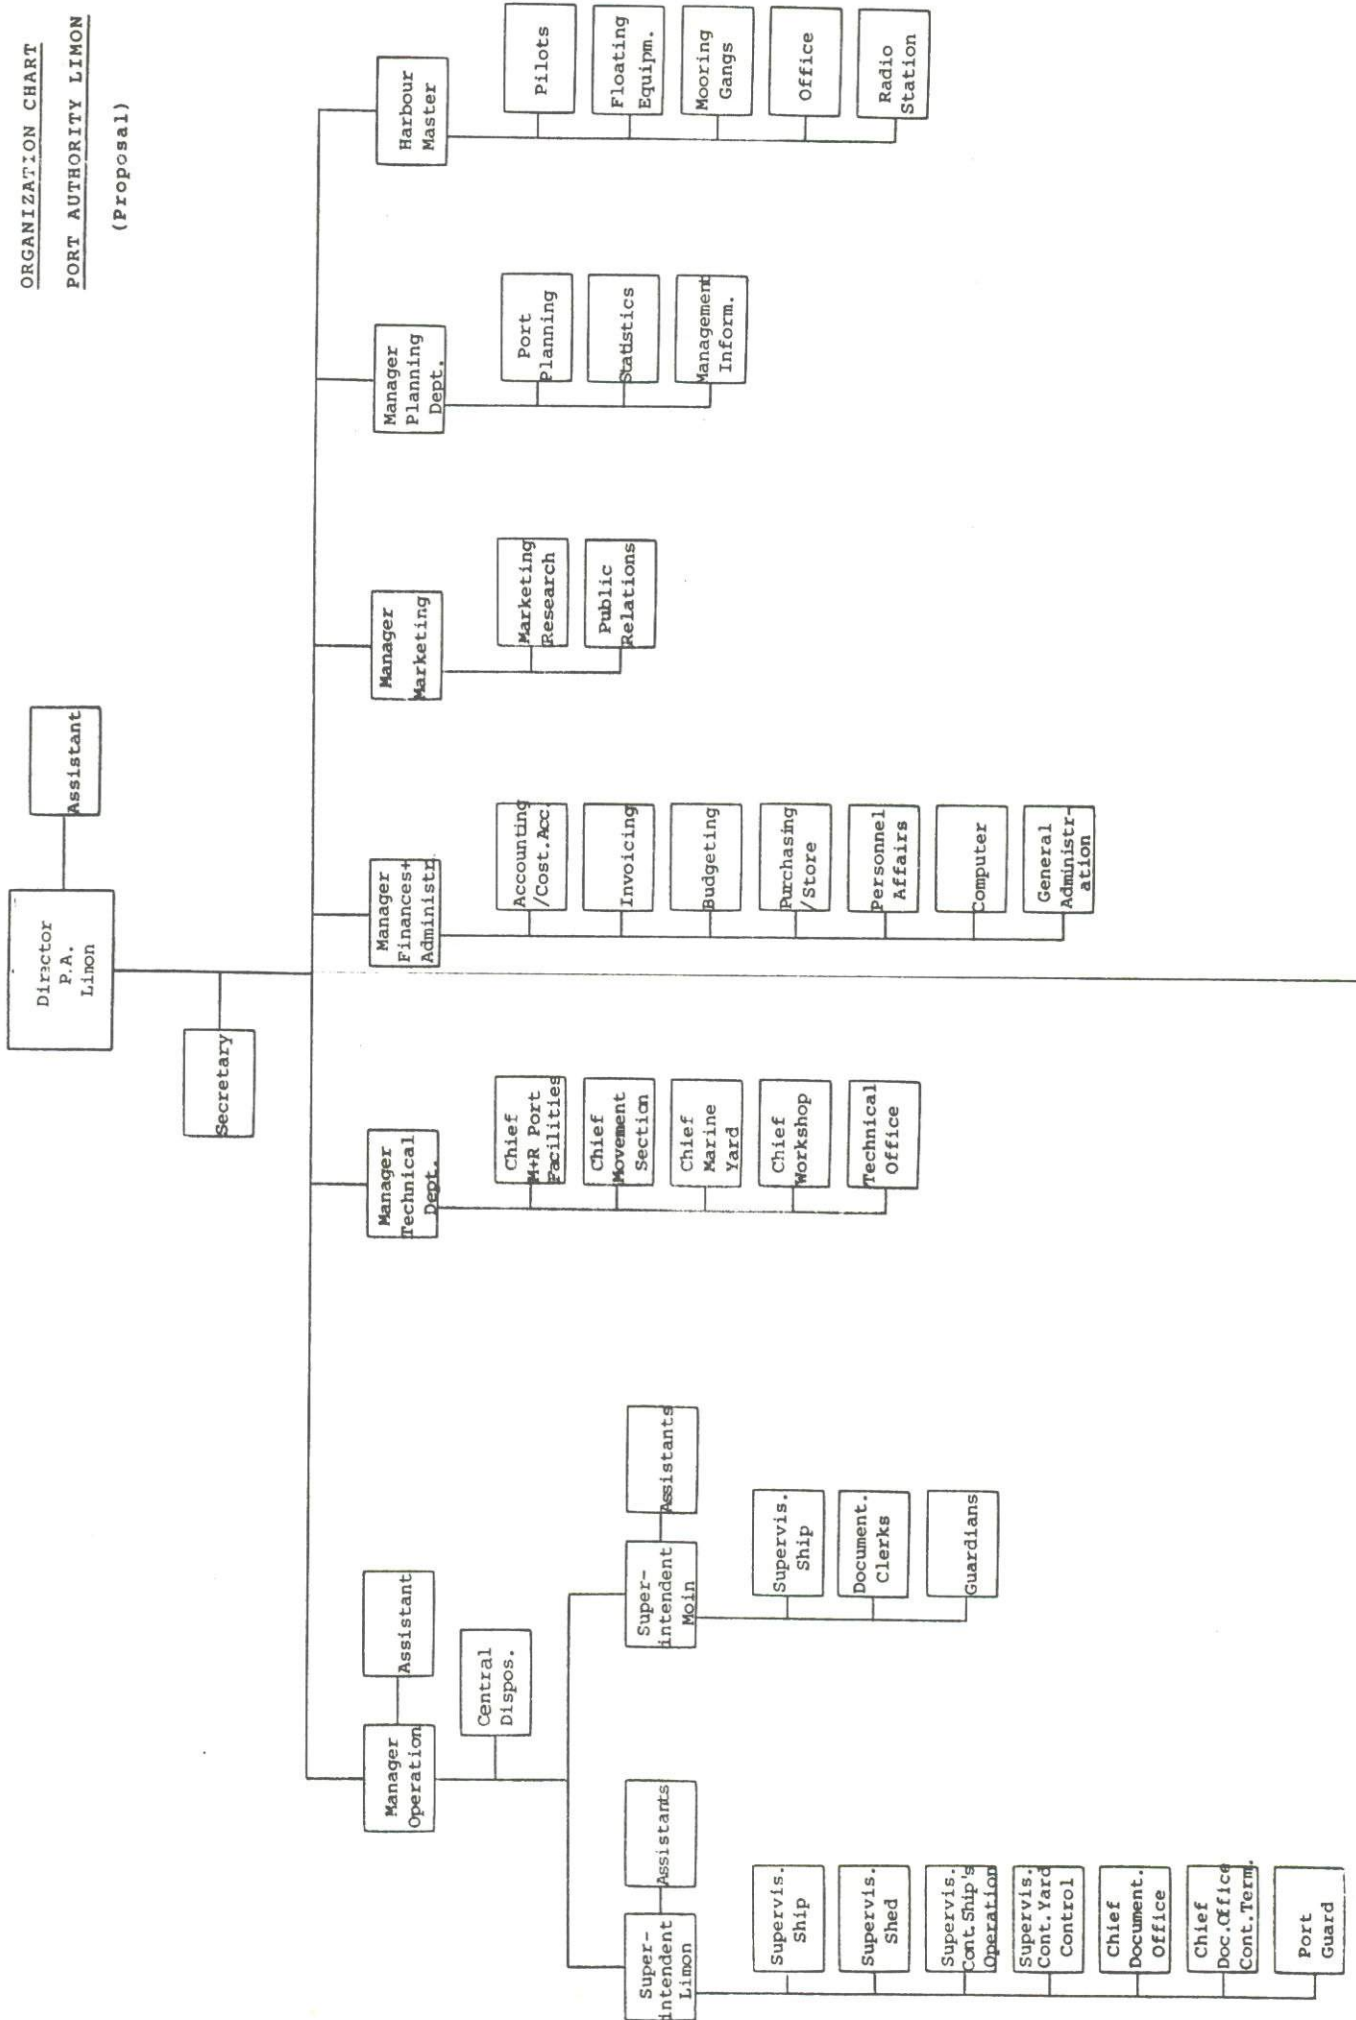 ORGANIZATION CHART
PORT AUTHORITY LIMON
(Proposal)
Director
P.A.
Limon
Assistant
Secretary
Manager
Operation
Assistant
Central
Dispos.
Super-
intendent
Limon
Assistants
Supervis.
Ship
Supervis.
Shed
Supervis.
Cont.Ship's
Operation
Supervis.
Cont.Yard
Control
Chief
Document.
Office
Chief
Doc.Office
Cont.Term.
Port
Guard
Super-
intendent
Moin
Assistants
Supervis.
Ship
Document.
Clerks
Guardians
Manager
Technical
Dept.
Chief
M+R Port
Facilities
Chief
Movement
Section
Chief
Marine
Yard
Chief
Workshop
Technical
Office
Manager
Finances+
Administr.
Accounting
/Cost.Acc.
Invoicing
Budgeting
Purchasing
/Store
Personnel
Affairs
Computer
General
Administr-
ation
Manager
Marketing
Marketing
Research
Public
Relations
Manager
Planning
Dept.
Port
Planning
Statistics
Management
Inform.
Harbour
Master
Pilots
Floating
Equipm.
Mooring
Gangs
Office
Radio
Station